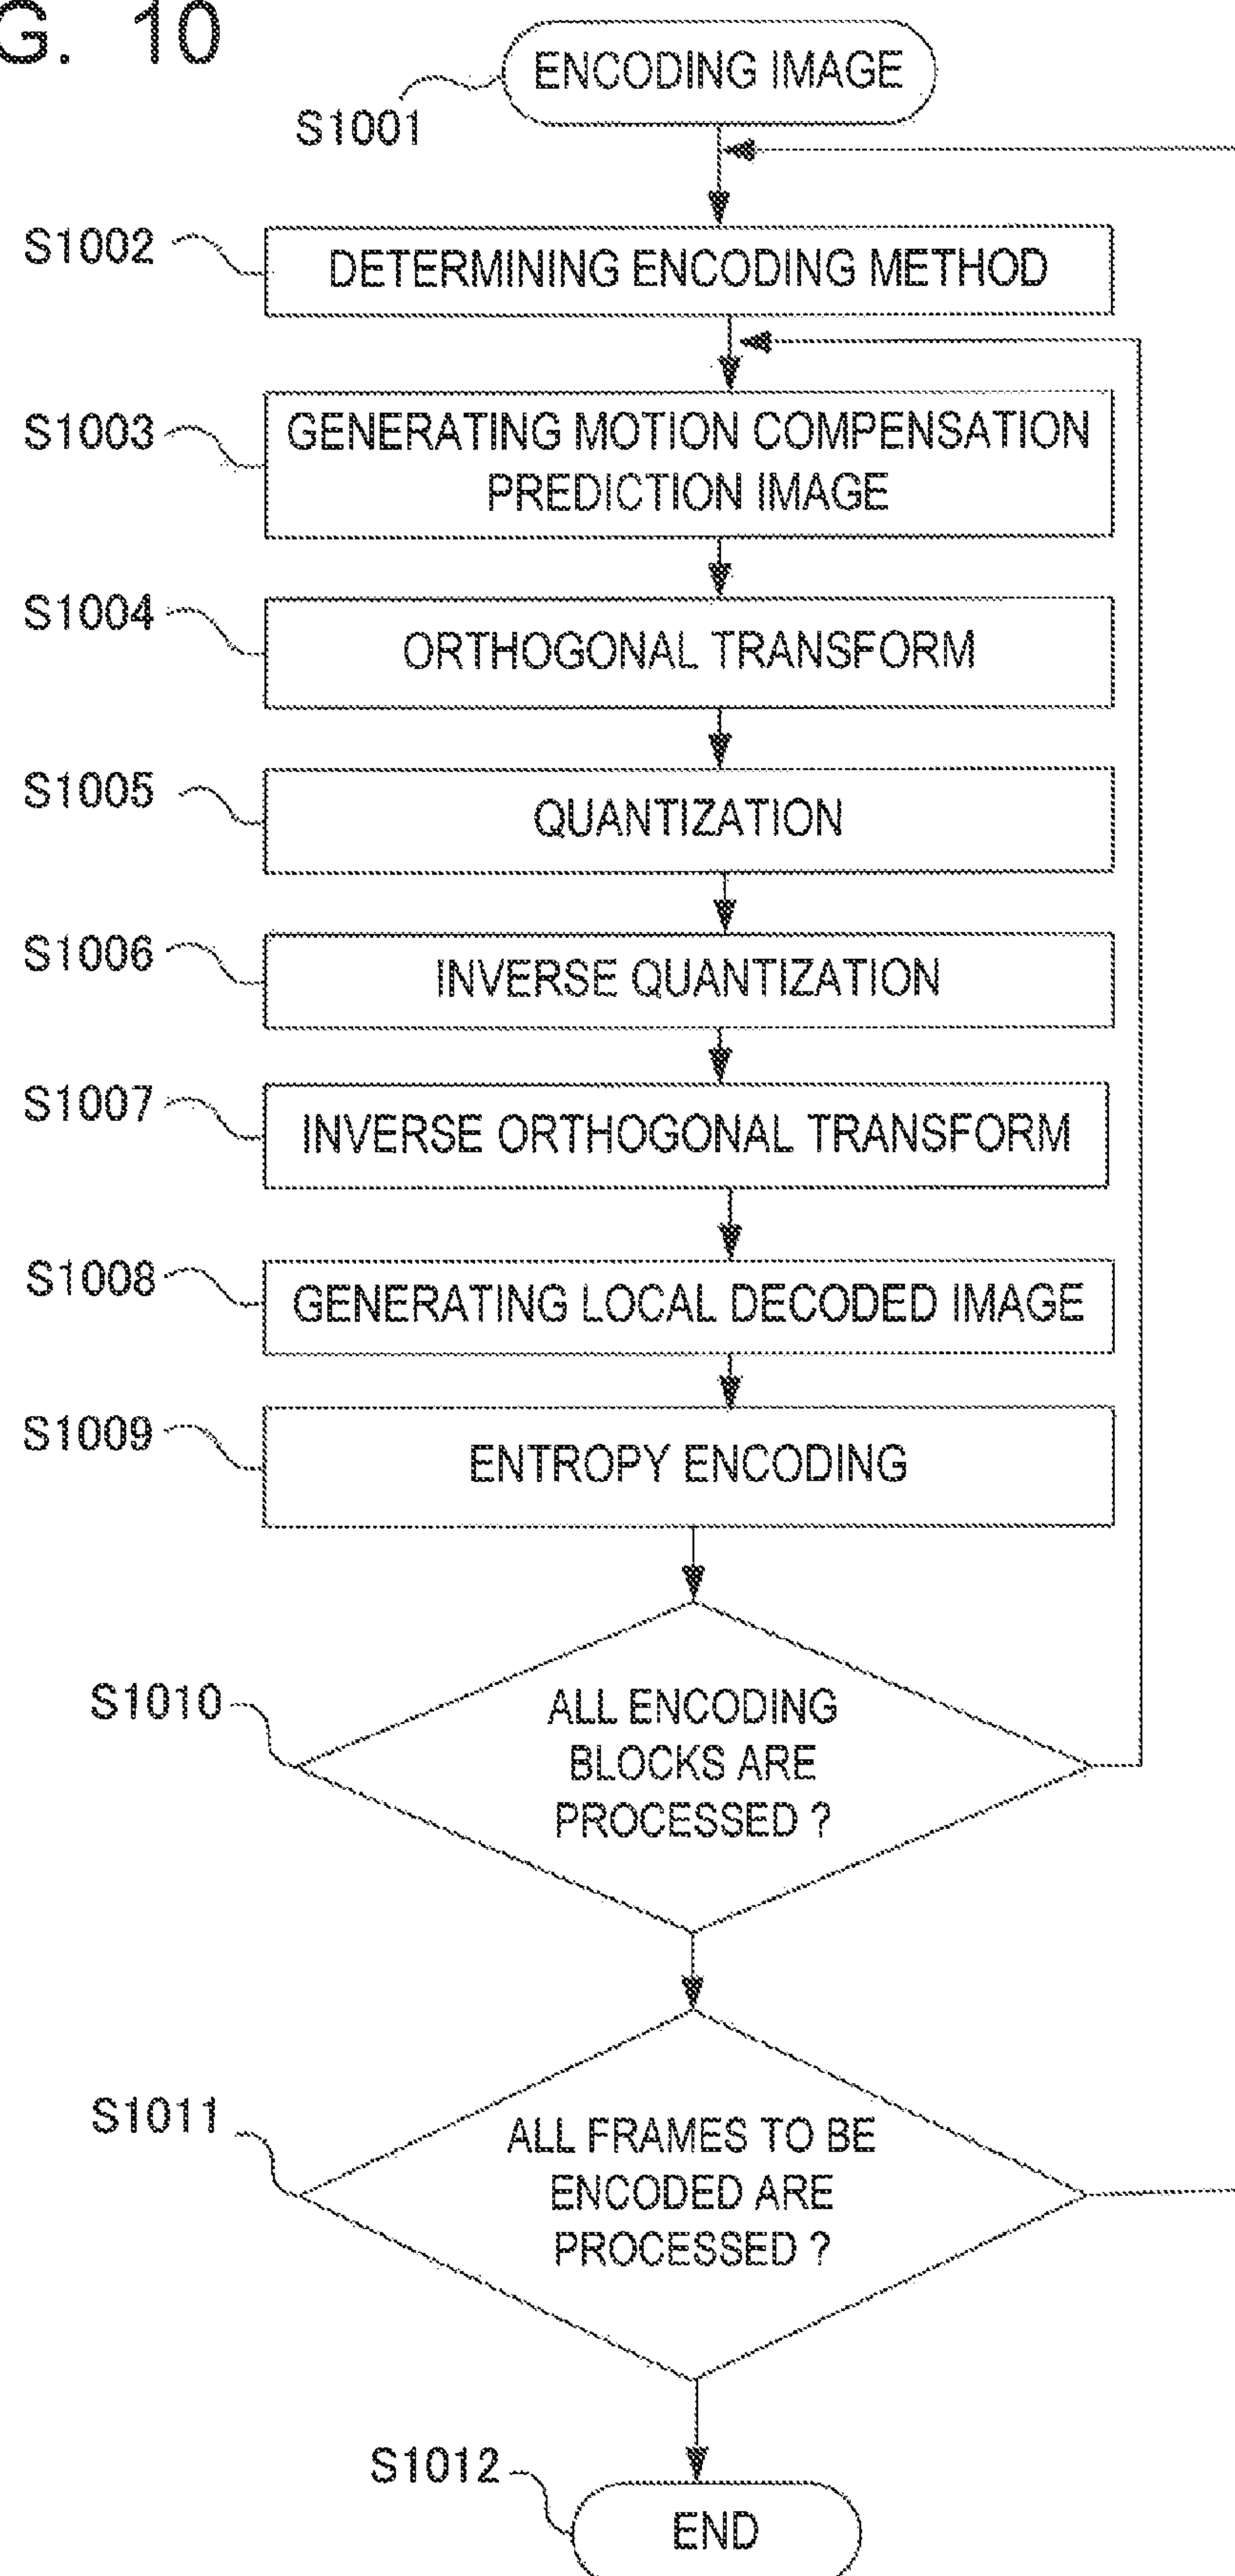 G. 10
ENCODING IMAGE
S1001
S1002
DETERMINING ENCODING METHOD
S1003
GENERATING MOTION COMPENSATION
PREDICTION IMAGE
S1004
ORTHOGONAL TRANSFORM
S1005
QUANTIZATION
S1006
INVERSE QUANTIZATION
S1007
INVERSE ORTHOGONAL TRANSFORM
S1008
GENERATING LOCAL DECODED IMAGE
S1009
ENTROPY ENCODING
S1010
ALL ENCODING
BLOCKS ARE
PROCESSED ?
S1011
ALL FRAMES TO BE
ENCODED ARE
PROCESSED ?
S1012
END